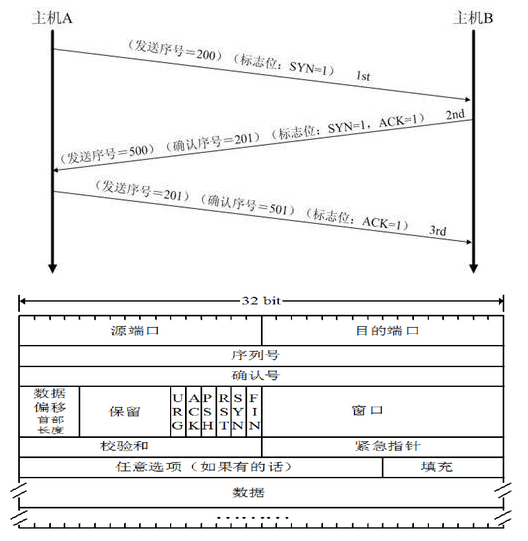 主机A 主机B
(发送序号=200)(标志位:SYN=1) 1st
(发送序号=500)(确认序号=201)(标志位:SYN=1,ACK=1) 2nd
(发送序号=201)(确认序号=501)(标志位:ACK=1) 3rd
32 bit
源端口 目的端口
序列号
确认号
数据偏移首部长度 保留 URG ACK PSH RST SYN FIN 窗口
校验和 紧急指针
任意选项(如果有的话) 填充
数据
………